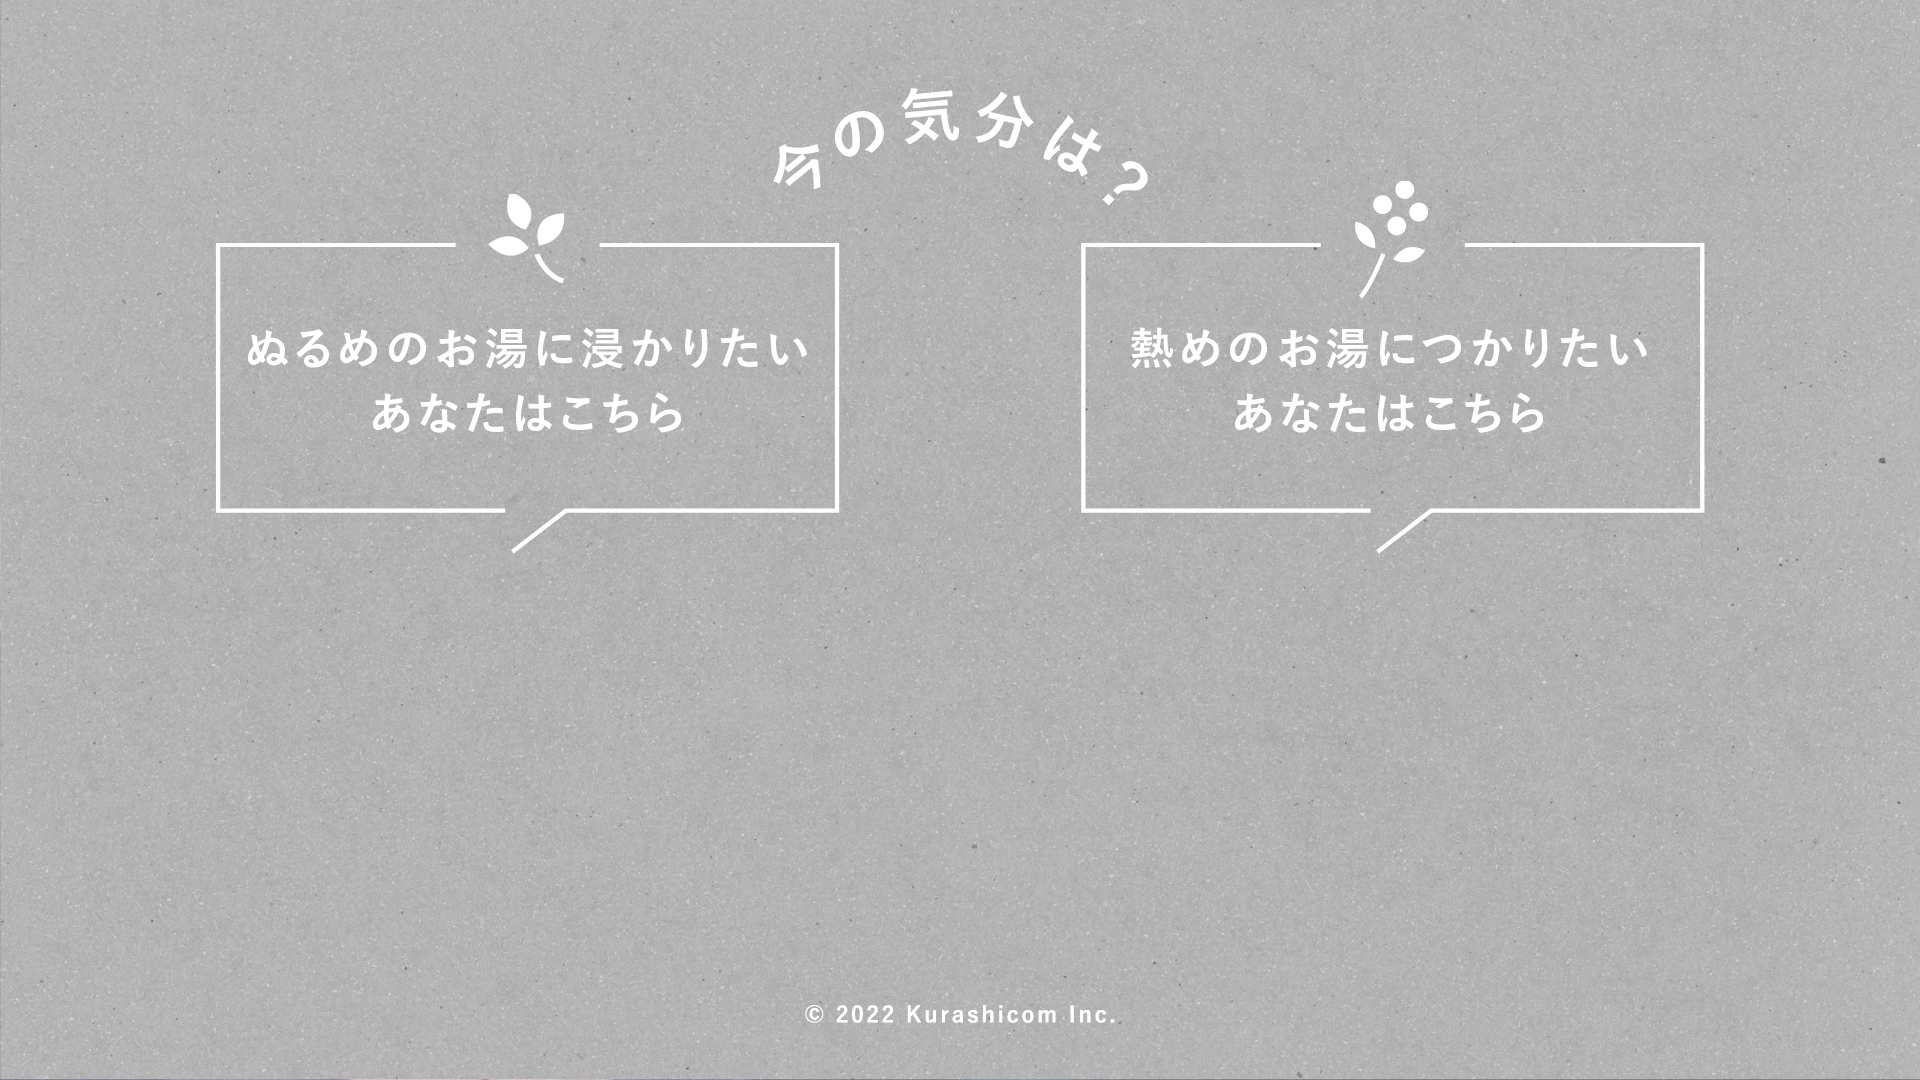 今の気分は?
ぬるめのお湯に浸かりたい
あなたはこちら
熱めのお湯につかりたい
あなたはこちら
© 2022 Kurashicom Inc.